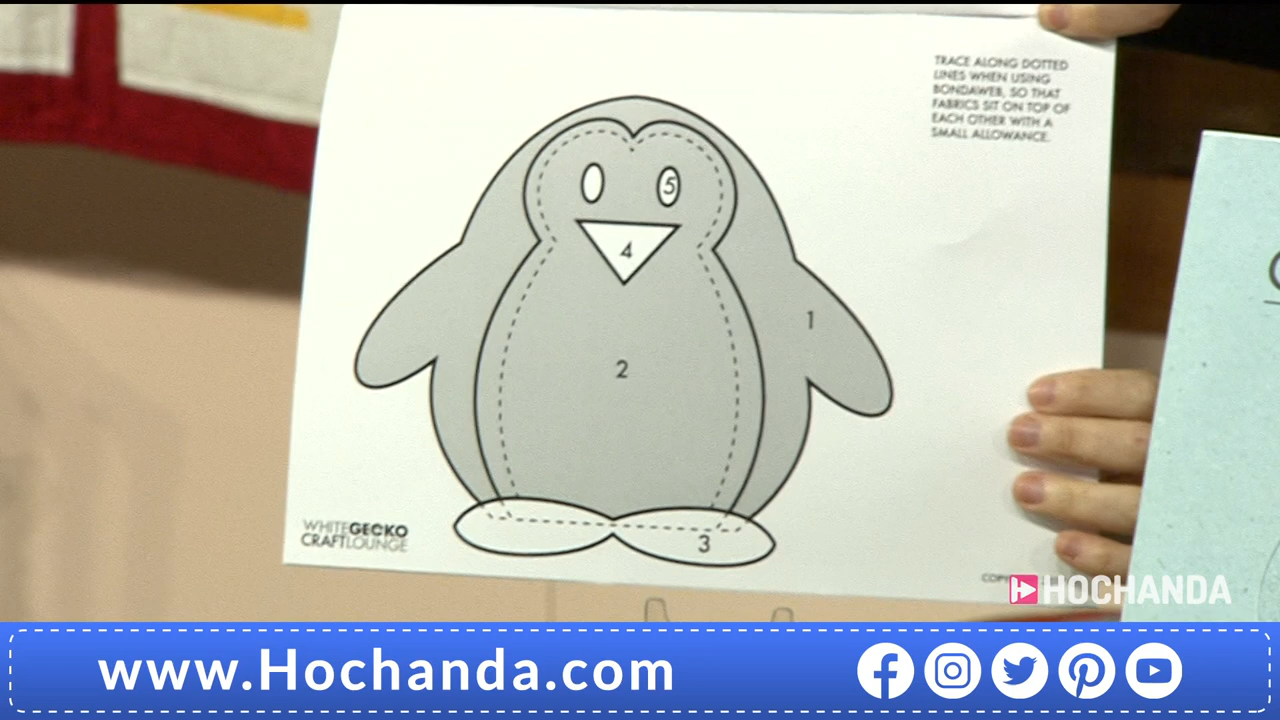 TRACE ALONG DOTTED
LINES WHEN USING
BONDAWEB, SO THAT
FABRICS SIT ON TOP OF
EACH OTHER WITH A
SMALL ALLOWANCE.
5
4
1
2
3
WHITEGECKO
CRAFTLOUNGE
HOCHANDA
www.Hochanda.com